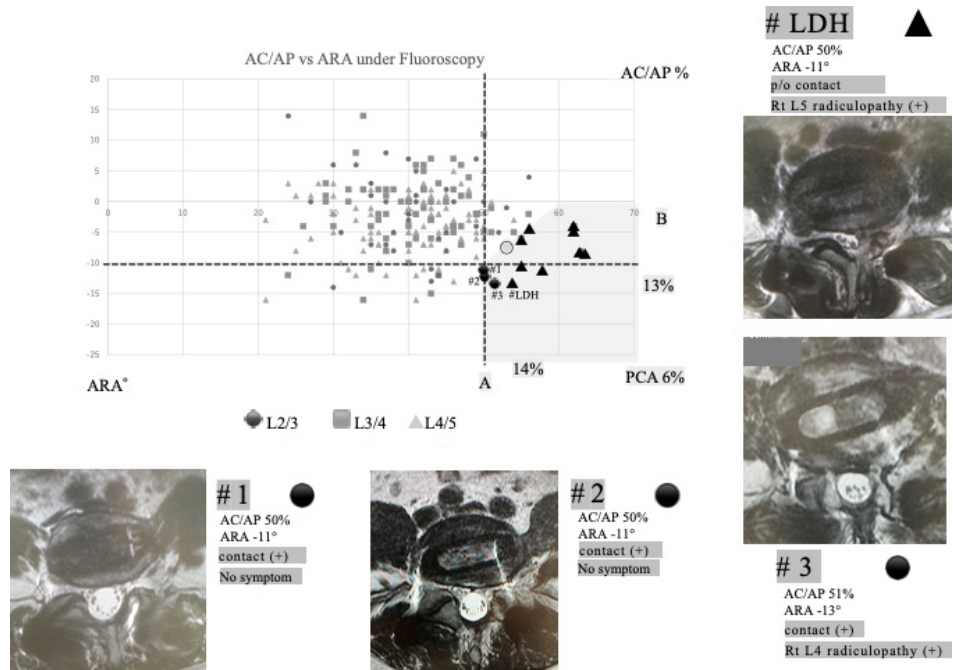 # LDH
AC/AP 50%
ARA -11°
p/o contact
Rt L5 radiculopathy (+)
AC/AP vs ARA under Fluoroscopy
AC/AP %
20
15
10
5
0
-5
-10
-15
-20
-25
0
10
20
30
40
50
60
70
B
#1
#2
#3
#LDH
13%
14%
A
PCA 6%
ARA°
L2/3
L3/4
L4/5
# 1
AC/AP 50%
ARA -11°
contact (+)
No symptom
# 2
AC/AP 50%
ARA -11°
contact (+)
No symptom
# 3
AC/AP 51%
ARA -13°
contact (+)
Rt L4 radiculopathy (+)